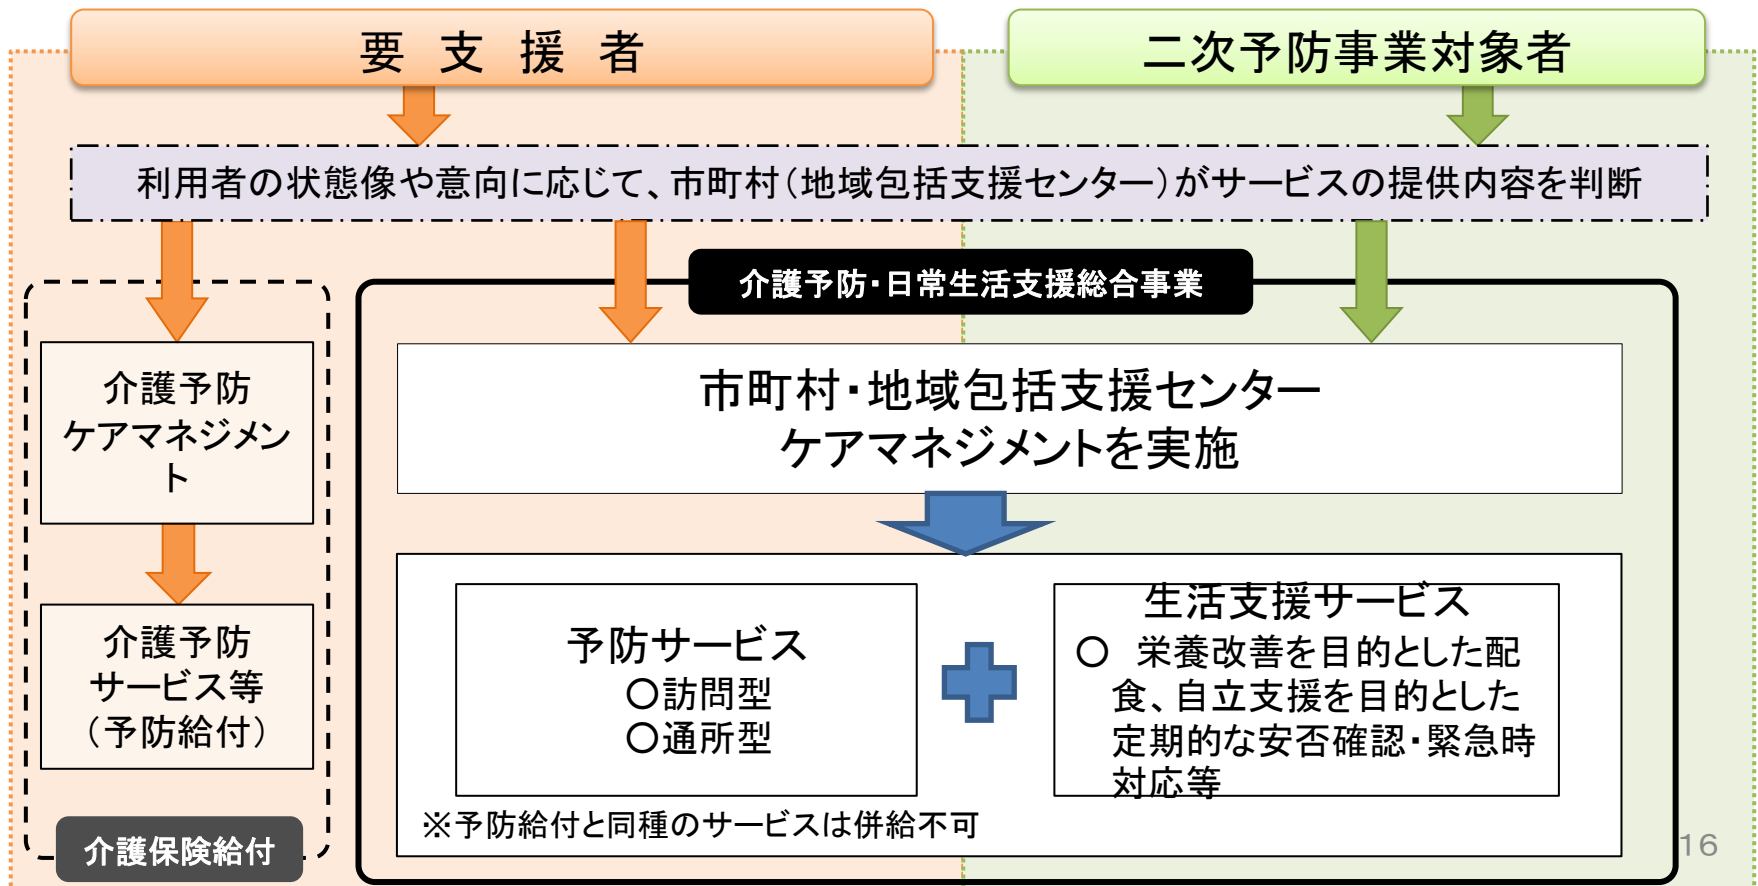 要 支 援 者
二次予防事業対象者
利用者の状態像や意向に応じて、市町村（地域包括支援センター）がサービスの提供内容を判断
介護予防・日常生活支援総合事業
介護予防
ケアマネジメン
ト
市町村・地域包括支援センター
ケアマネジメントを実施
介護予防
サービス等
（予防給付）
予防サービス
○訪問型
○通所型
生活支援サービス
○ 栄養改善を目的とした配
食、自立支援を目的とした
定期的な安否確認・緊急時
対応等
※予防給付と同種のサービスは併給不可
介護保険給付
16